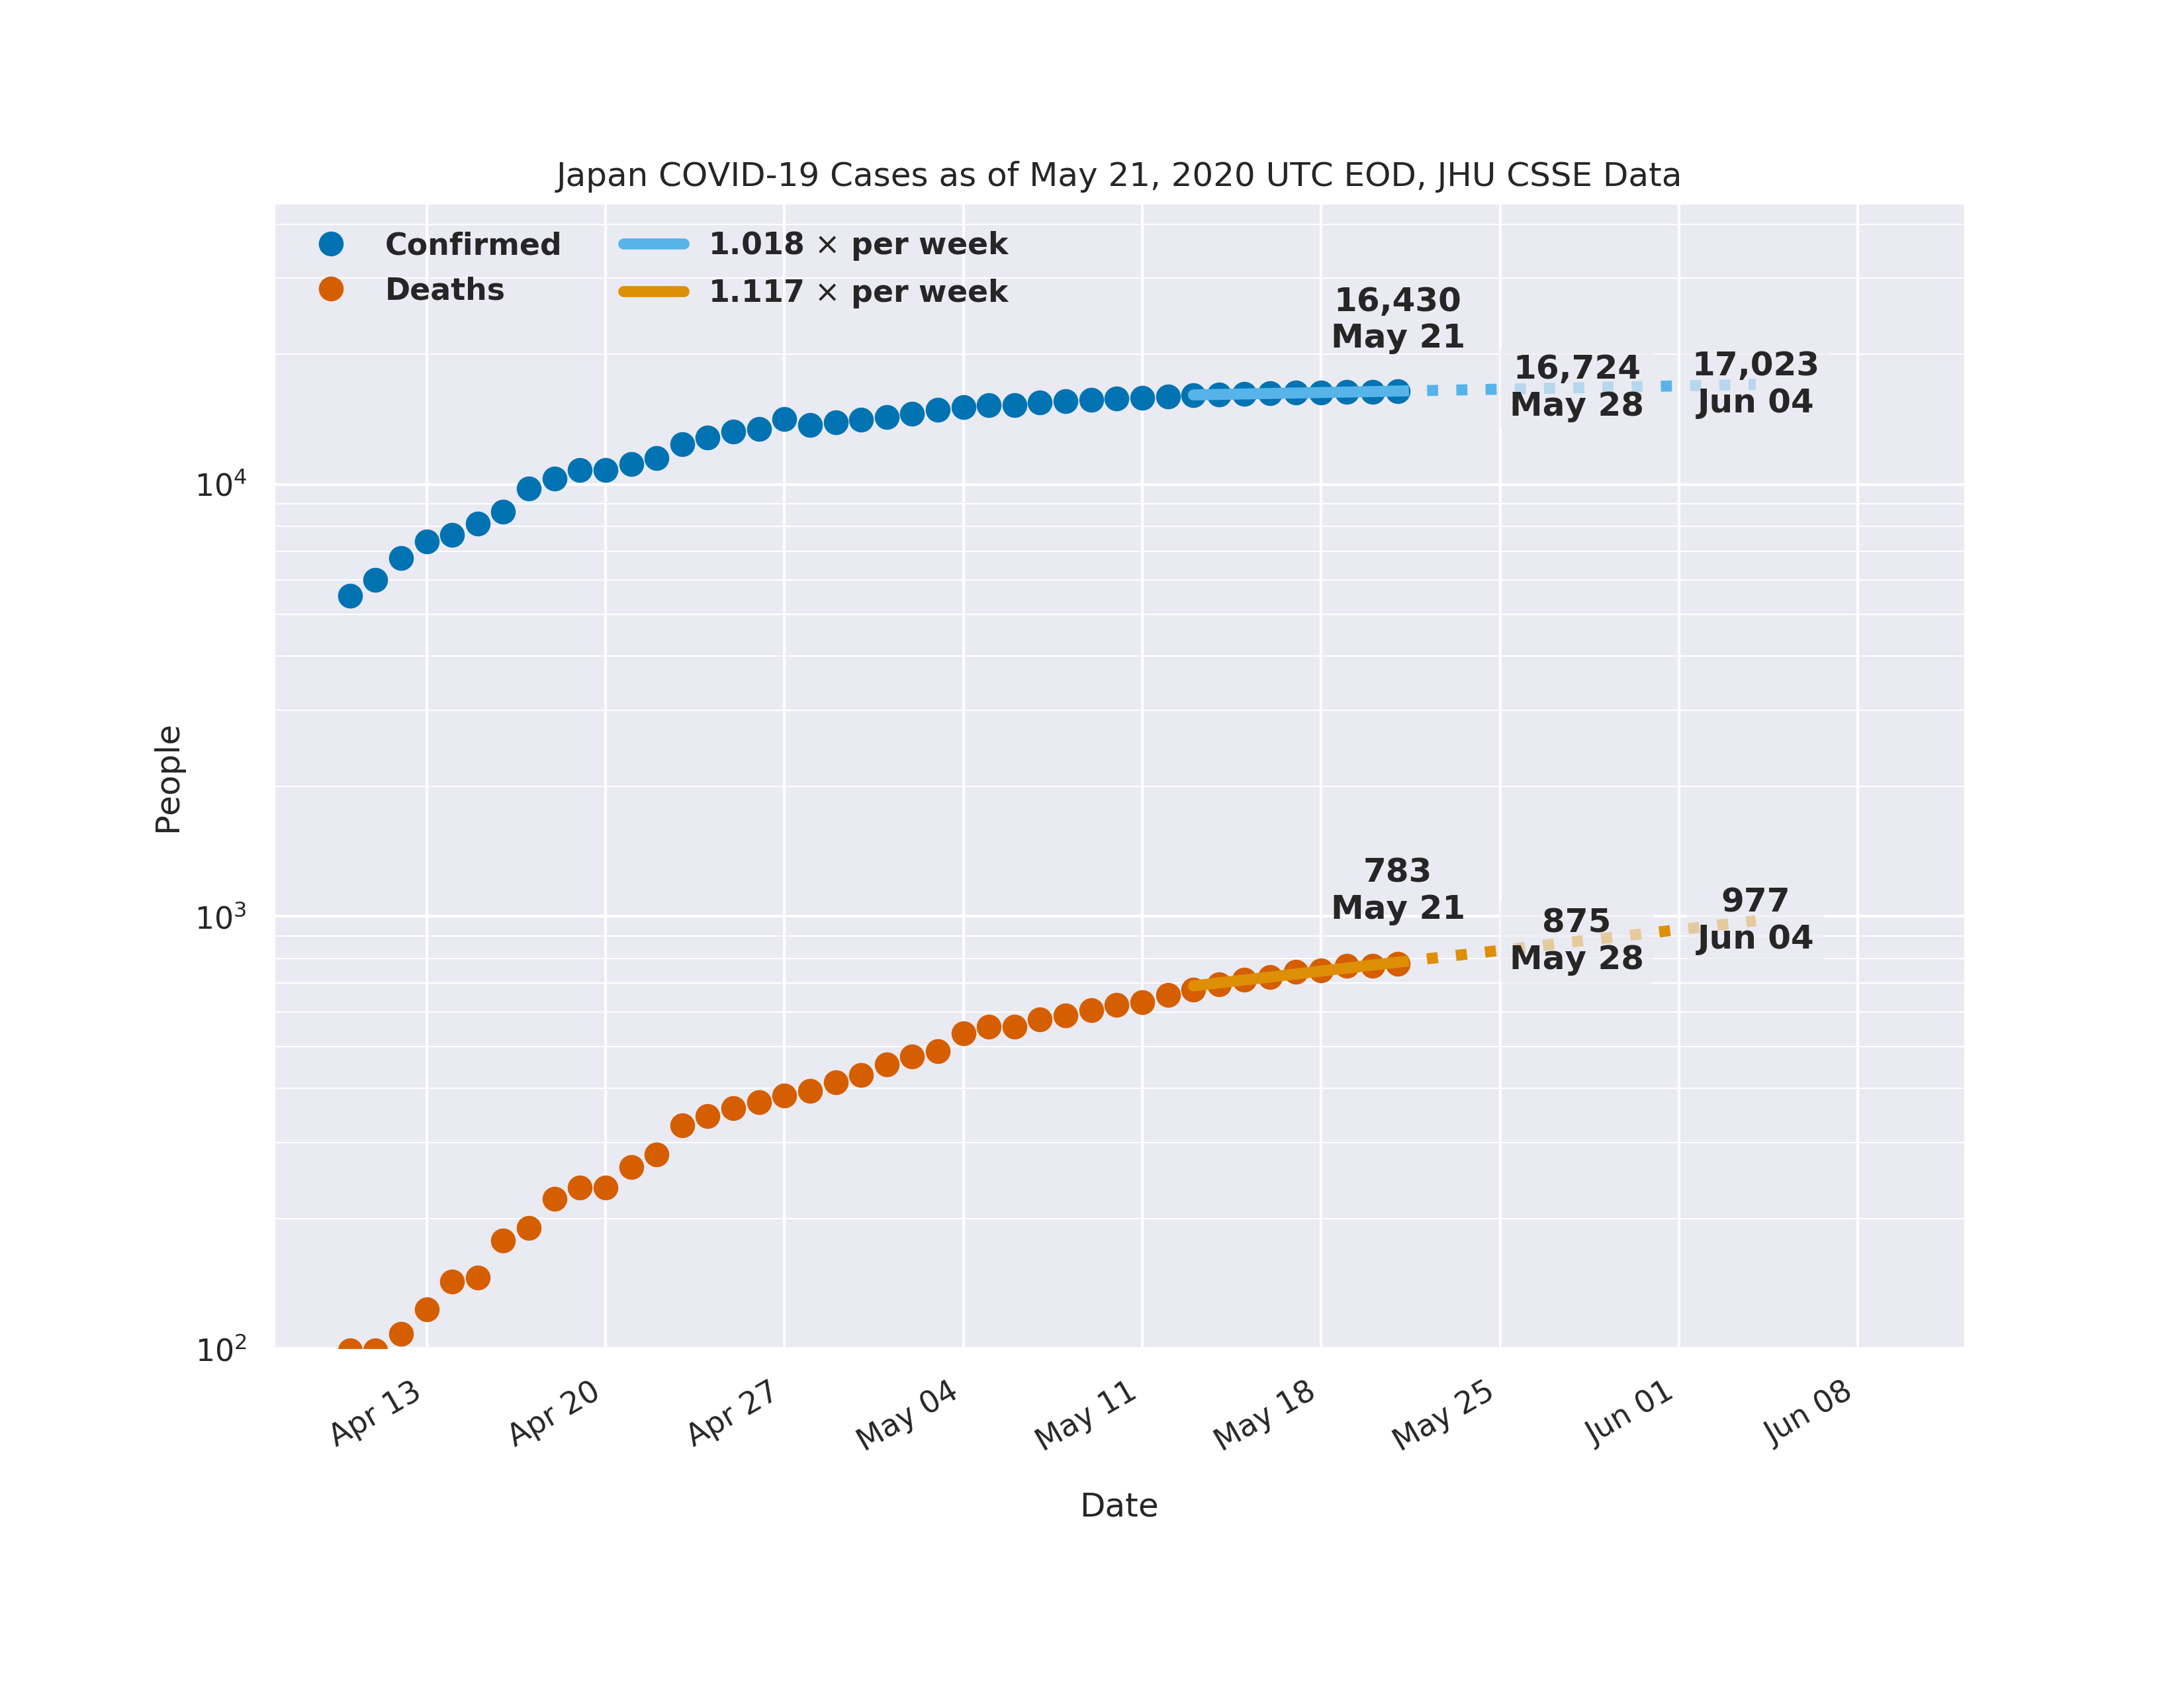 Japan COVID-19 Cases as of May 21, 2020 UTC EOD, JHU CSSE Data
Confirmed
Deaths
1.018 × per week
1.117 × per week
16,430
May 21
16,724
May 28
17,023
Jun 04
783
May 21
875
May 28
977
Jun 04
10⁴
10³
10²
People
Apr 13
Apr 20
Apr 27
May 04
May 11
May 18
May 25
Jun 01
Jun 08
Date